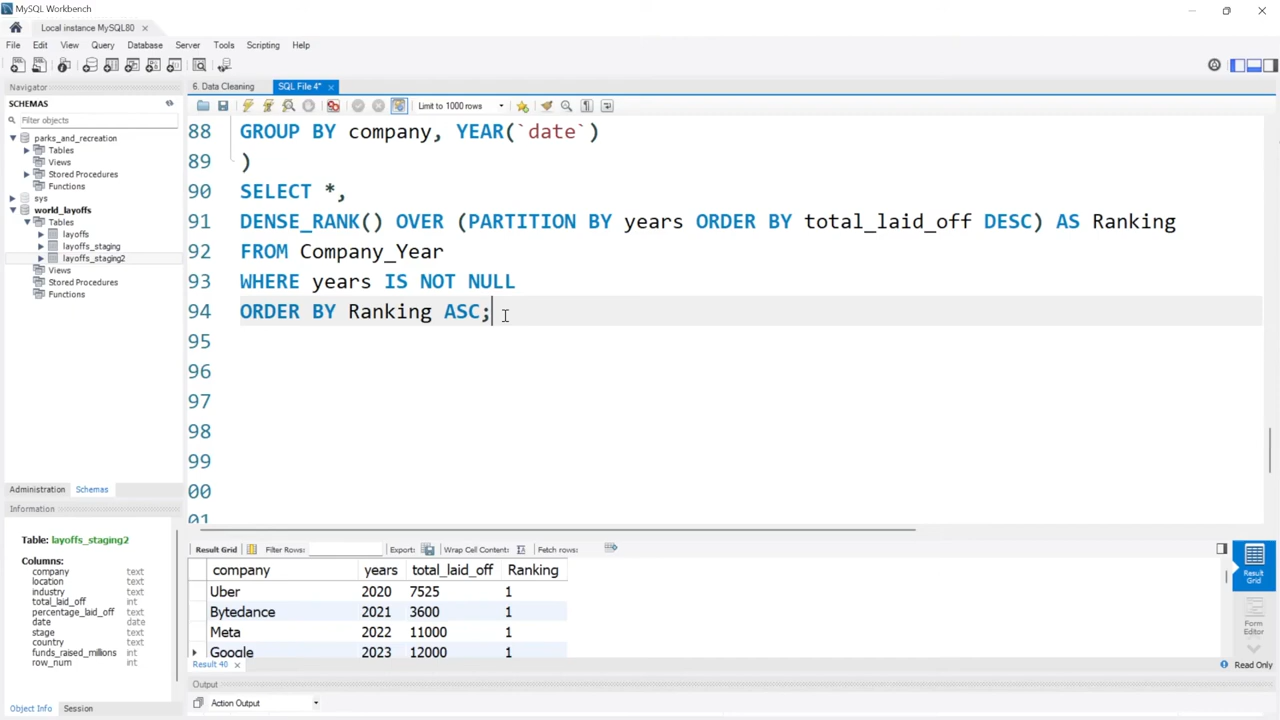 MySQL Workbench
Local instance MySQL80
File Edit View Query Database Server Tools Scripting Help
Navigator
SCHEMAS
Filter objects
parks_and_recreation
Tables
Views
Stored Procedures
Functions
sys
world_layoffs
Tables
layoffs
layoffs_staging
layoffs_staging2
Views
Stored Procedures
Functions
Administration Schemas
Information
Table: layoffs_staging2
Columns:
company text
location text
industry text
total_laid_off int
percentage_laid_off text
date date
stage text
country text
funds_raised_millions int
row_num int
Object Info Session
6. Data Cleaning SQL File 4*
Limit to 1000 rows
88 GROUP BY company, YEAR(`date`)
89 )
90 SELECT *,
91 DENSE_RANK() OVER (PARTITION BY years ORDER BY total_laid_off DESC) AS Ranking
92 FROM Company_Year
93 WHERE years IS NOT NULL
94 ORDER BY Ranking ASC;
95
96
97
98
99
00
01
Result Grid Filter Rows: Export: Wrap Cell Content: Fetch rows:
company years total_laid_off Ranking
Uber 2020 7525 1
Bytedance 2021 3600 1
Meta 2022 11000 1
Google 2023 12000 1
Result Grid
Form Editor
Result 40
Read Only
Output
Action Output